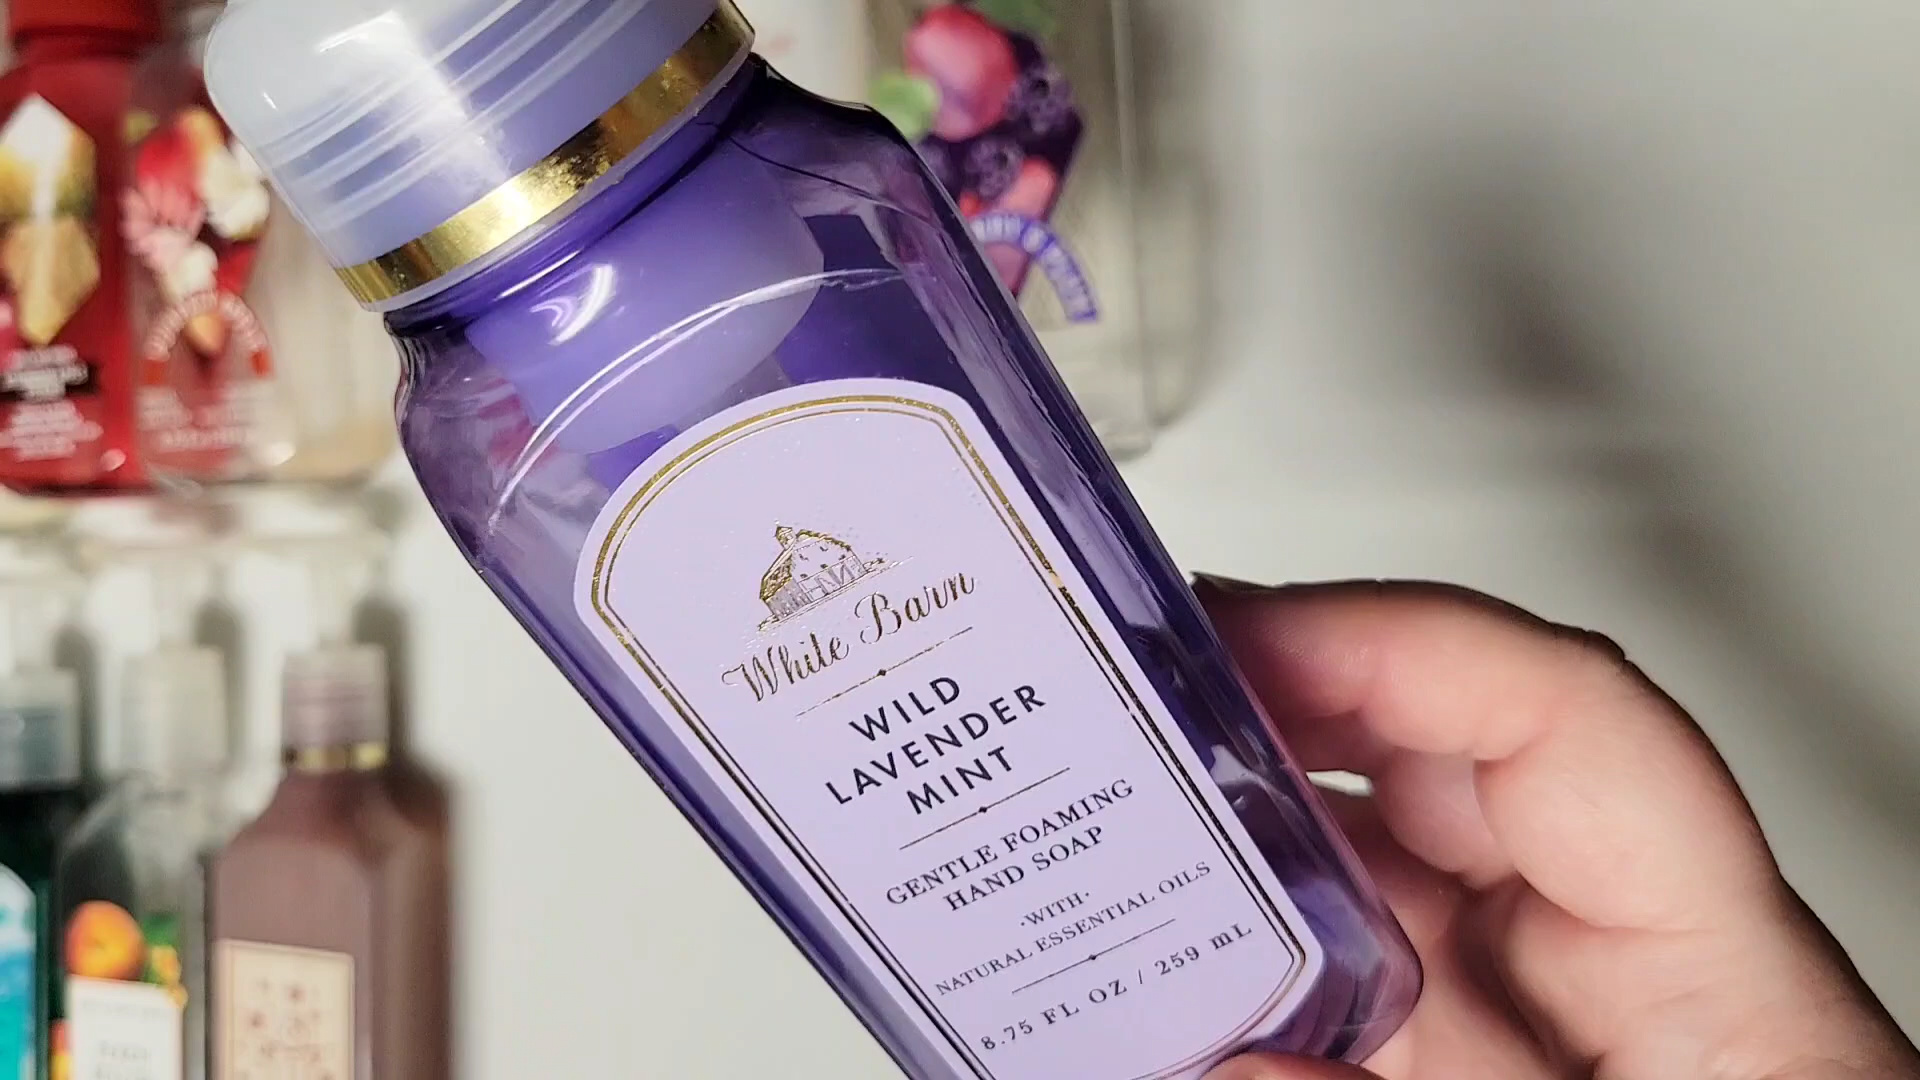 White Barn
WILD
LAVENDER
MINT
GENTLE FOAMING
HAND SOAP
·WITH·
NATURAL ESSENTIAL OILS
8.75 FL OZ / 259 mL